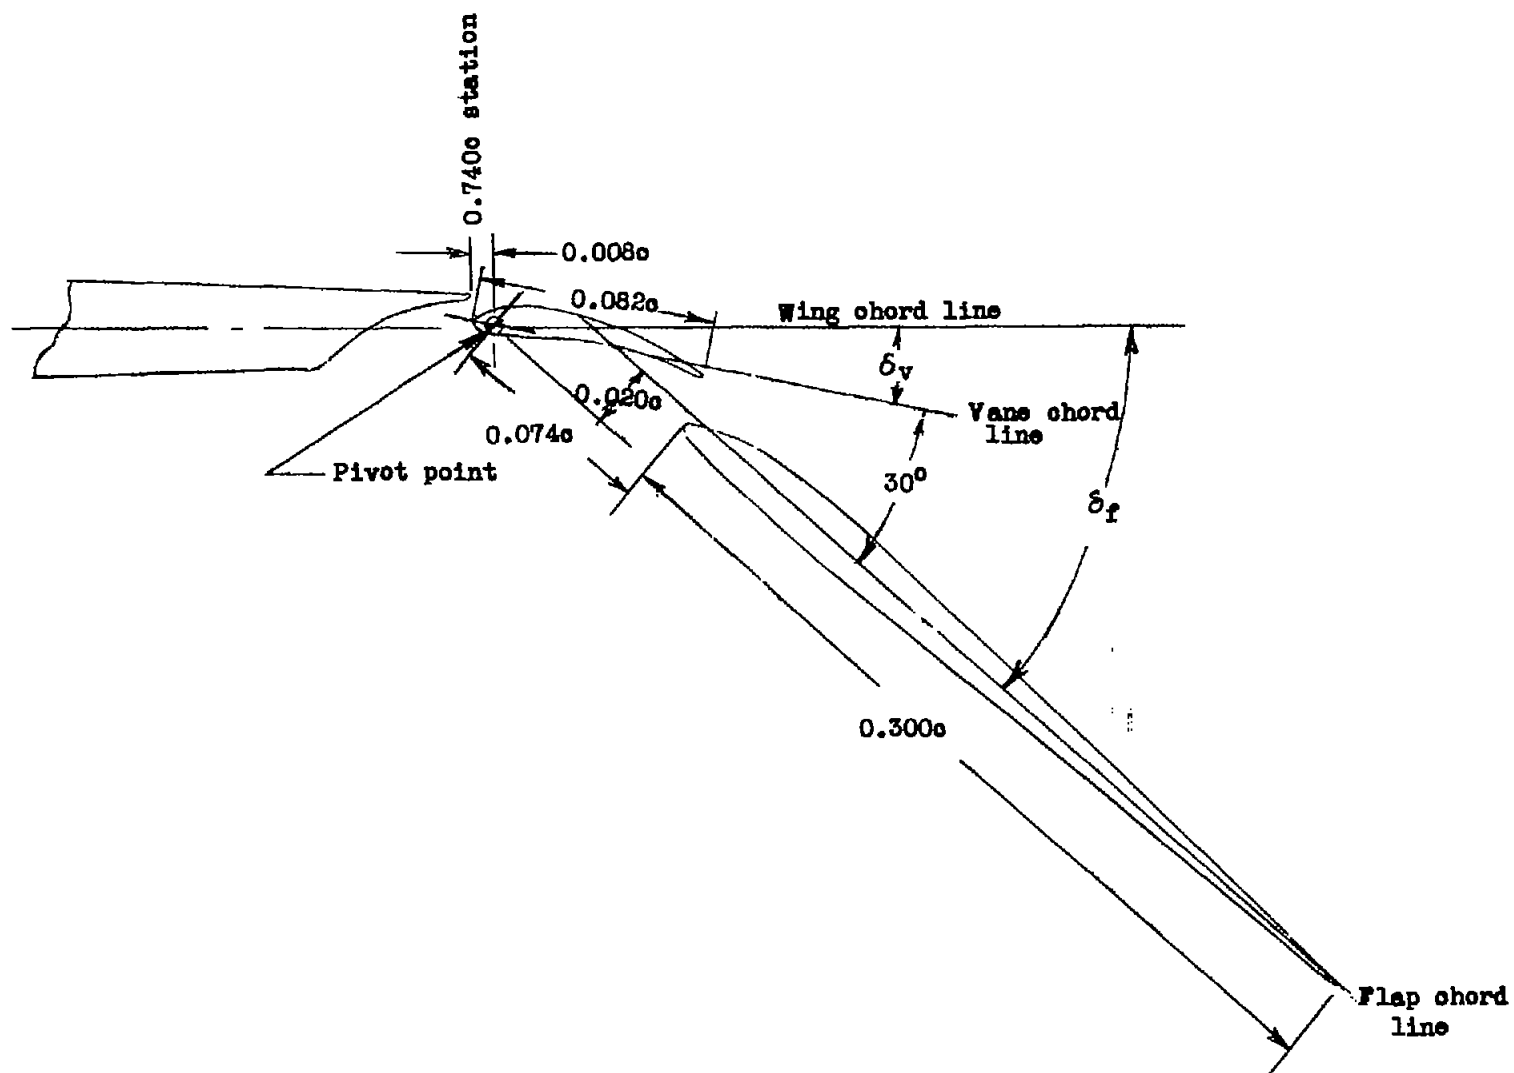 0.740c station
0.008c
0.082c
Wing chord line
δv
0.020c
Vane chord
line
0.074c
Pivot point
30°
δf
0.300c
Flap chord
line